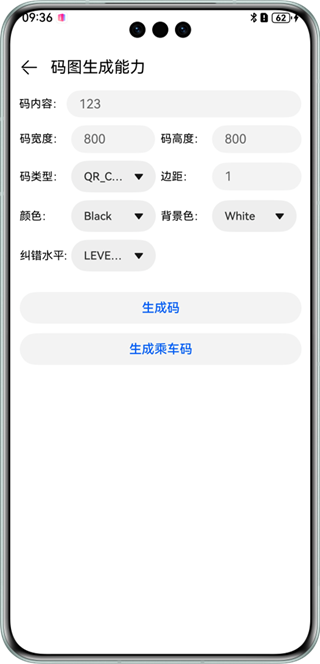 09:36 62
码图生成能力
码内容: 123
码宽度: 800 码高度: 800
码类型: QR_C... 边距: 1
颜色: Black 背景色: White
纠错水平: LEVE...
生成码
生成乘车码